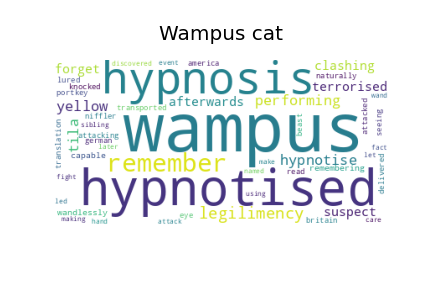 Wampus cat
discovered event america
forget lured hypnosis clashing
knocked naturally
portkey terrorised
yellow transported afterwards performing wand
niffler
sibling
tila attacking german later
translation capable
wampus
beast attacked seeing
remember make hypnotise let fact
named read remembering
fight hypnotised using delivered
led
wandlessly making hand eye legilimency suspect
attack britain care